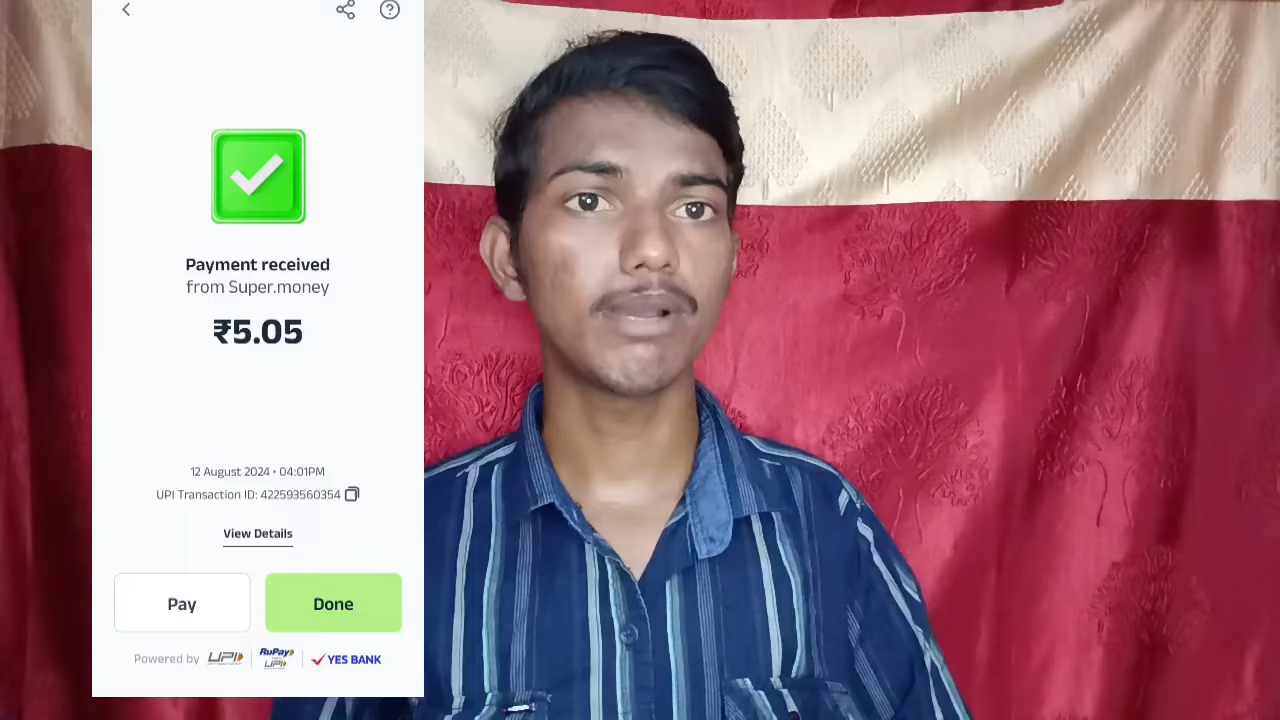 Payment received
from Super.money
₹5.05
12 August 2024 • 04:01PM
UPI Transaction ID: 422593560354
View Details
Pay
Done
Powered by UPI RuPay UPI YES BANK